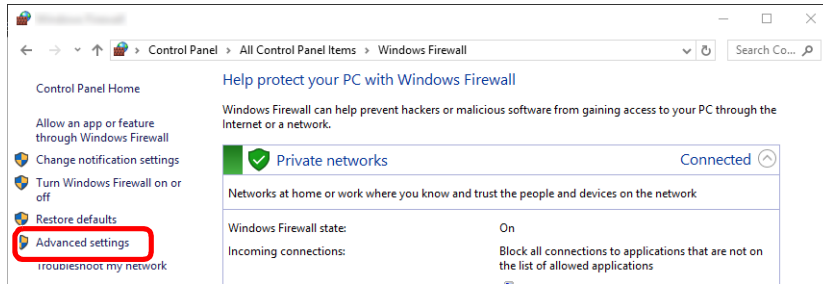 Control Panel > All Control Panel Items > Windows Firewall
Search Co...
Control Panel Home
Allow an app or feature
through Windows Firewall
Change notification settings
Turn Windows Firewall on or
off
Restore defaults
Advanced settings
Troubleshoot my network
Help protect your PC with Windows Firewall
Windows Firewall can help prevent hackers or malicious software from gaining access to your PC through the
Internet or a network.
Private networks
Connected
Networks at home or work where you know and trust the people and devices on the network
Windows Firewall state:
On
Incoming connections:
Block all connections to applications that are not on
the list of allowed applications